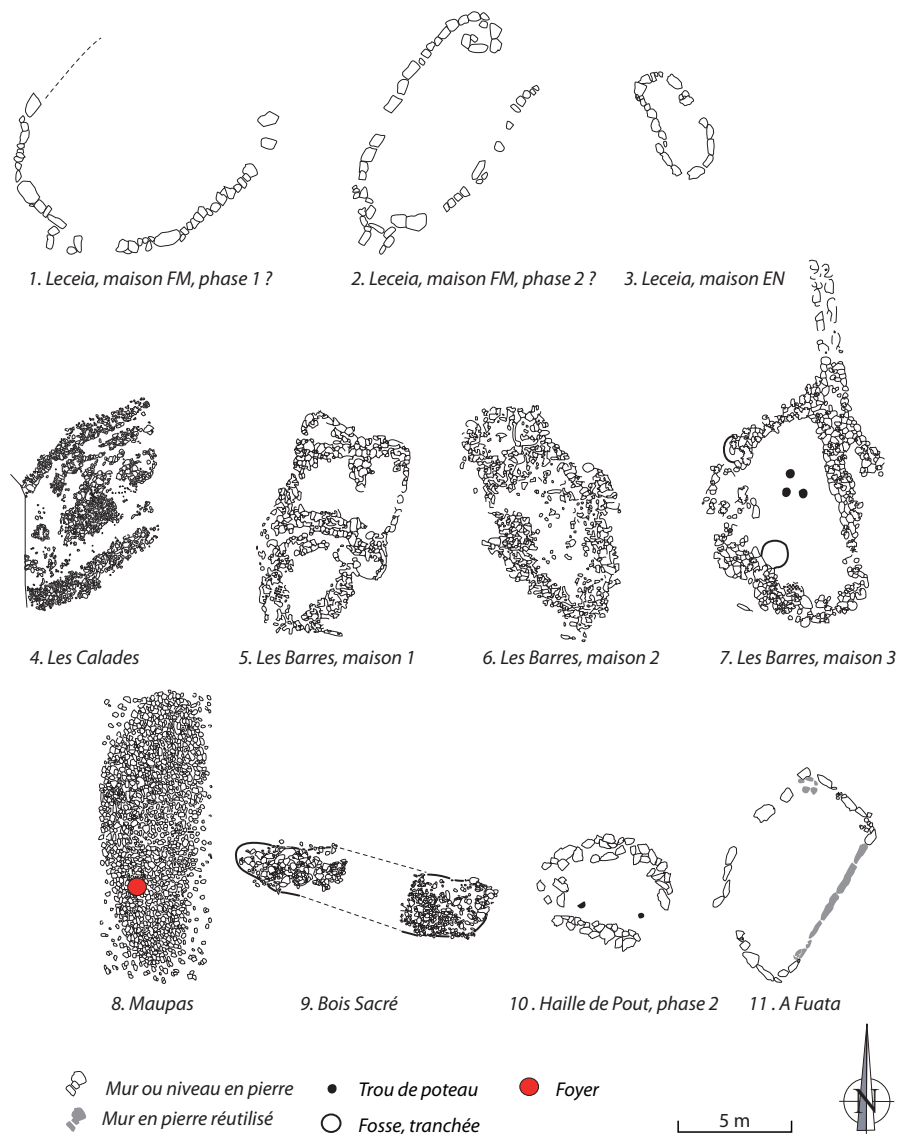 1. Leceia, maison FM, phase 1 ?
2. Leceia, maison FM, phase 2 ?
3. Leceia, maison EN
4. Les Calades
5. Les Barres, maison 1
6. Les Barres, maison 2
7. Les Barres, maison 3
8. Maupas
9. Bois Sacré
10 . Haille de Pout, phase 2
11 . A Fuata
Mur ou niveau en pierre
Trou de poteau
Foyer
Mur en pierre réutilisé
Fosse, tranchée
5 m
N